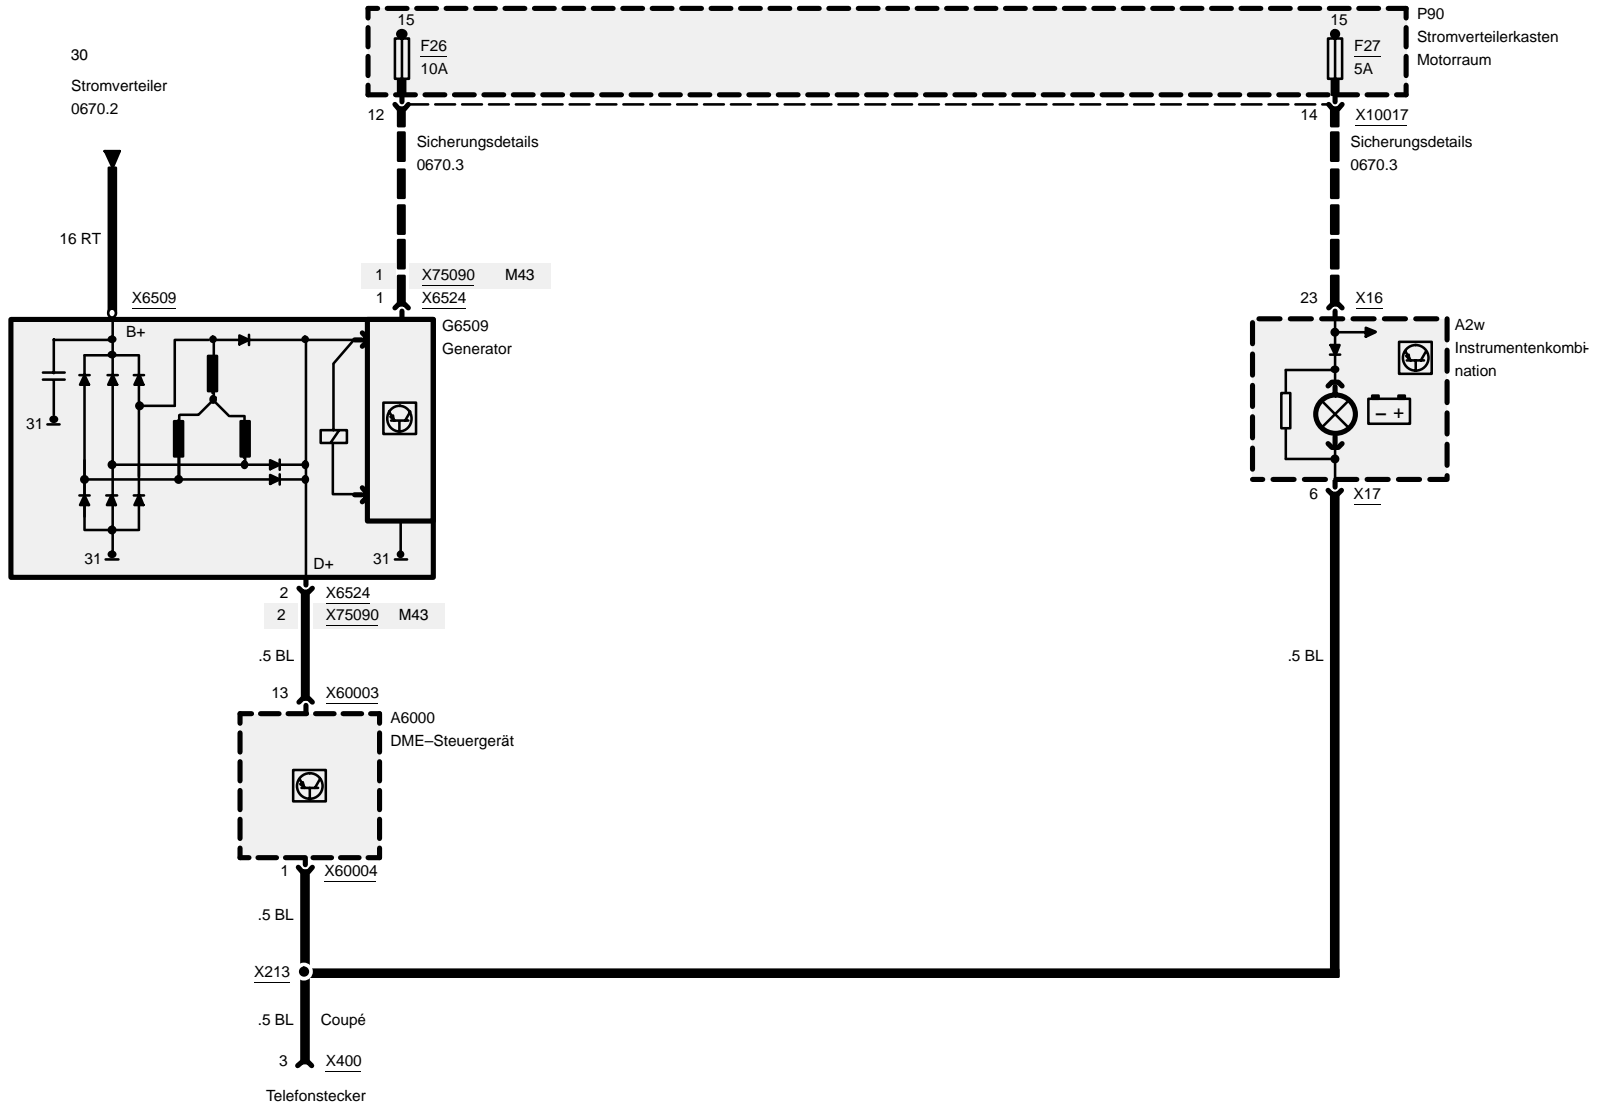 15
15
P90
Stromverteilerkasten
Motorraum
F26
10A
F27
5A
30
Stromverteiler
0670.2
12
14
X10017
Sicherungsdetails
0670.3
Sicherungsdetails
0670.3
16 RT
1
X75090
M43
X6509
1
X6524
23
X16
B+
G6509
Generator
A2w
Instrumentenkombi-
nation
31
– +
6
X17
31
31
D+
2
X6524
2
X75090
M43
.5 BL
.5 BL
13
X60003
A6000
DME–Steuergerät
1
X60004
.5 BL
X213
.5 BL
Coupé
3
X400
Telefonstecker